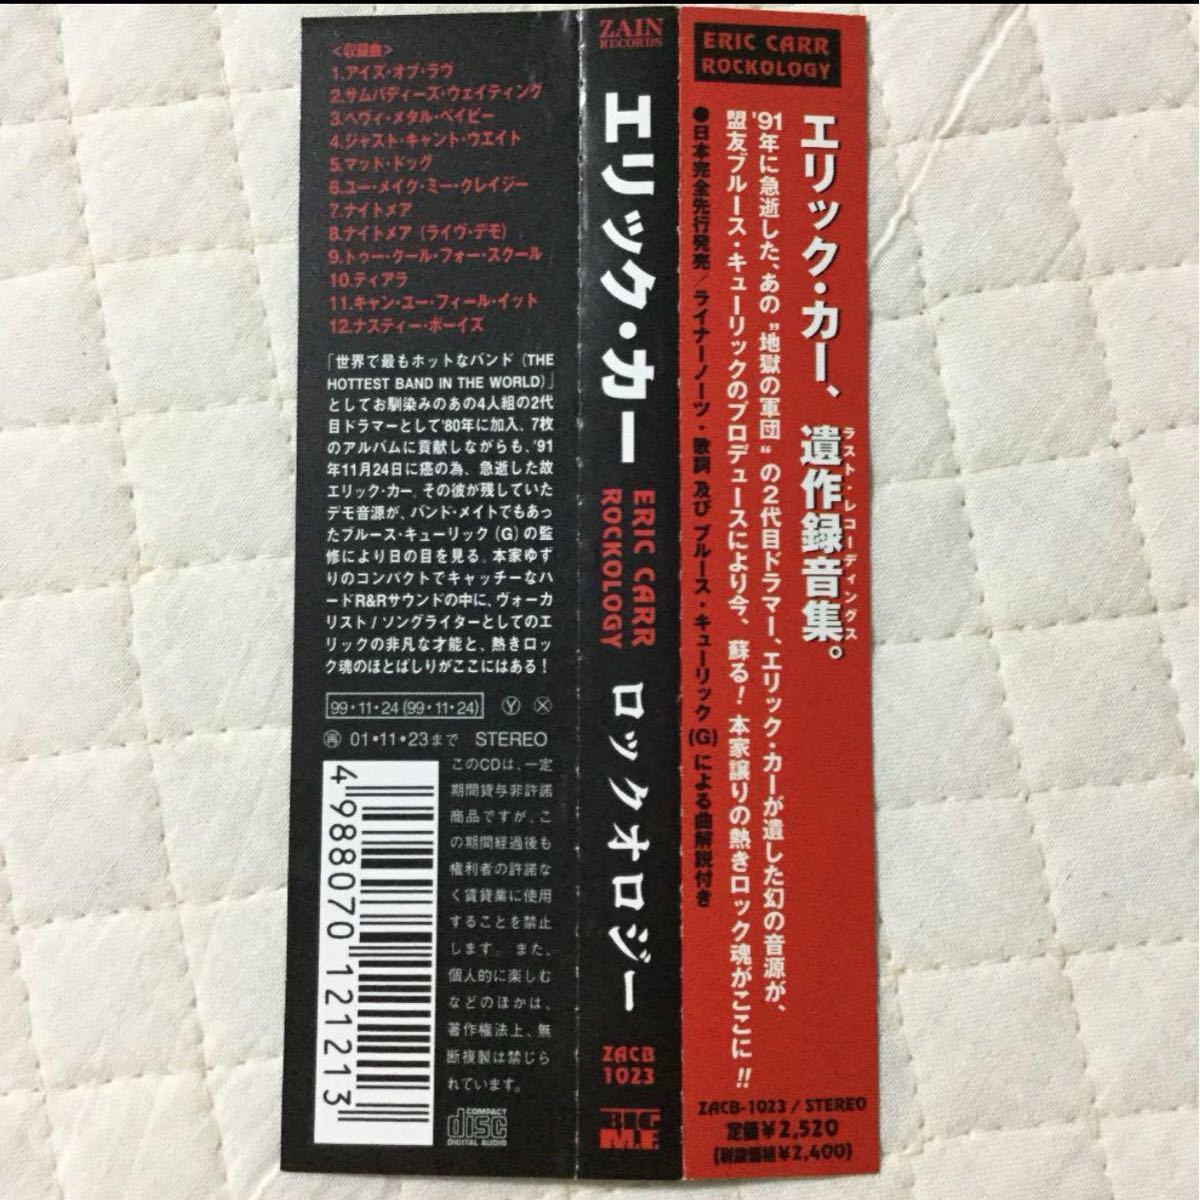 <収録曲>
1.アイズ・オブ・ラヴ
2.サムバディーズ・ウェイティング
3.ヘヴィ・メタル・ベイビー
4.ジャスト・キャント・ウエイト
5.マッド・ドッグ
6.ユー・メイク・ミー・クレイジー
7.ナイトメア
8.ナイトメア (ライヴ・デモ)
9.トゥー・クール・フォー・スクール
10.ティアラ
11.キャン・ユー・フィール・イット
12.ナスティー・ボーイズ
「世界で最もホットなバンド (THE
HOTTEST BAND IN THE WORLD)」
としてお馴染みのあの4人組の2代
目ドラマーとして'80年に加入、7枚
のアルバムに貢献しながらも、'91
年11月24日に癌の為、急逝した故
エリック・カー。その彼が残していた
デモ音源が、バンド・メイトでもあっ
たブルース・キューリック(G)の監
修により日の目を見る。本家ゆず
りのコンパクトでキャッチーなハ
ードR&Rサウンドの中に、ヴォーカ
リスト/ソングライターとしてのエ
リックの非凡な才能と、熱きロッ
ク魂のほとばしりがここにはある!
99・11・24 (99・11・24) Ⓨ Ⓧ
㊢ 01•11•23まで STEREO
4988070121213
このCDは、一定
期間貸与非許諾
商品ですが、こ
の期間経過後も
権利者の許諾な
く賃貸業に使用
することを禁止
します。また、
個人的に楽しむ
などのほかは、
著作権法上、無
断複製は禁じら
れています。
COMPACT
disc
DIGITAL AUDIO
ZAIN
RECORDS
エリック・カー
ERIC CARR
ROCKOLOGY
ロックオロジー
ZACB
1023
BIG
M.F.
ERIC CARR
ROCKOLOGY
エリック・カー、遺作録音集。
ラスト・レコーディングス
'91年に急逝した、あの"地獄の軍団"の2代目ドラマー、エリック・カーが遺した幻の音源が、
盟友ブルース・キューリックのプロデュースにより今、蘇る! 本家譲りの熱きロック魂がここに!!
●日本完全先行発売/ライナーノーツ・歌詞 及び ブルース・キューリック(G)による曲解説付き
ZACB-1023 / STEREO
定価¥2,520
(税抜価格¥2,400)